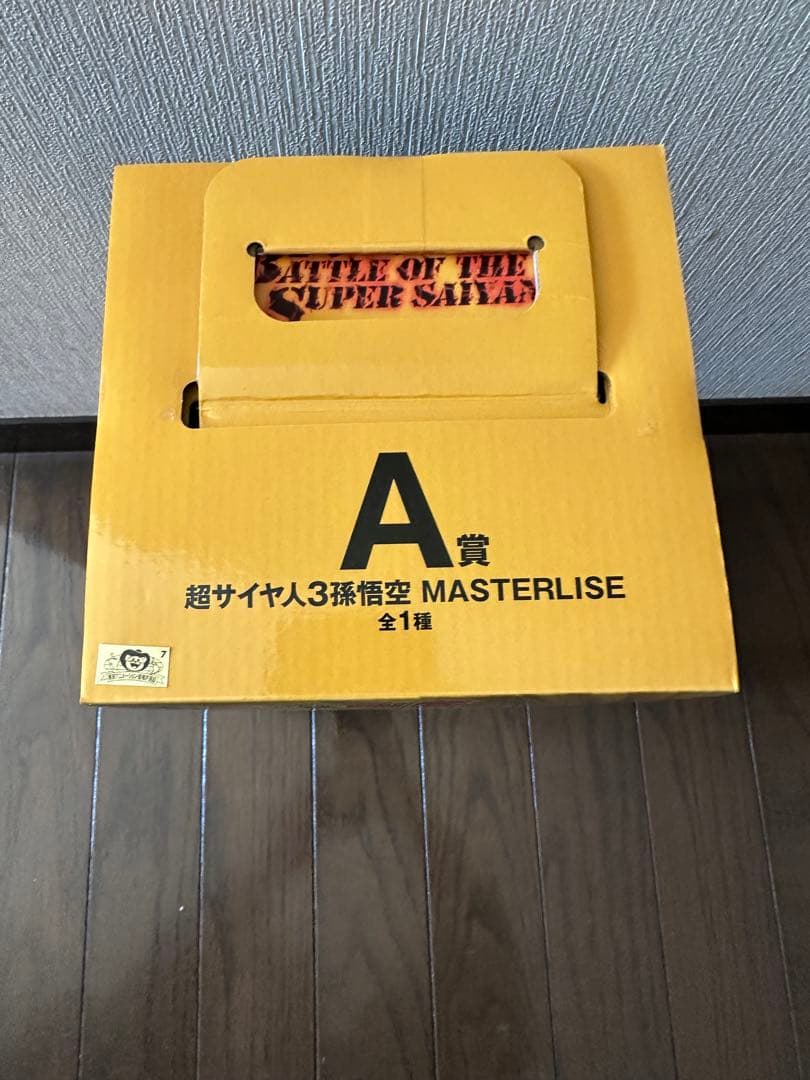 BATTLE OF THE
SUPER SAIYAN
A賞
超サイヤ人3孫悟空 MASTERLISE
全1種
7